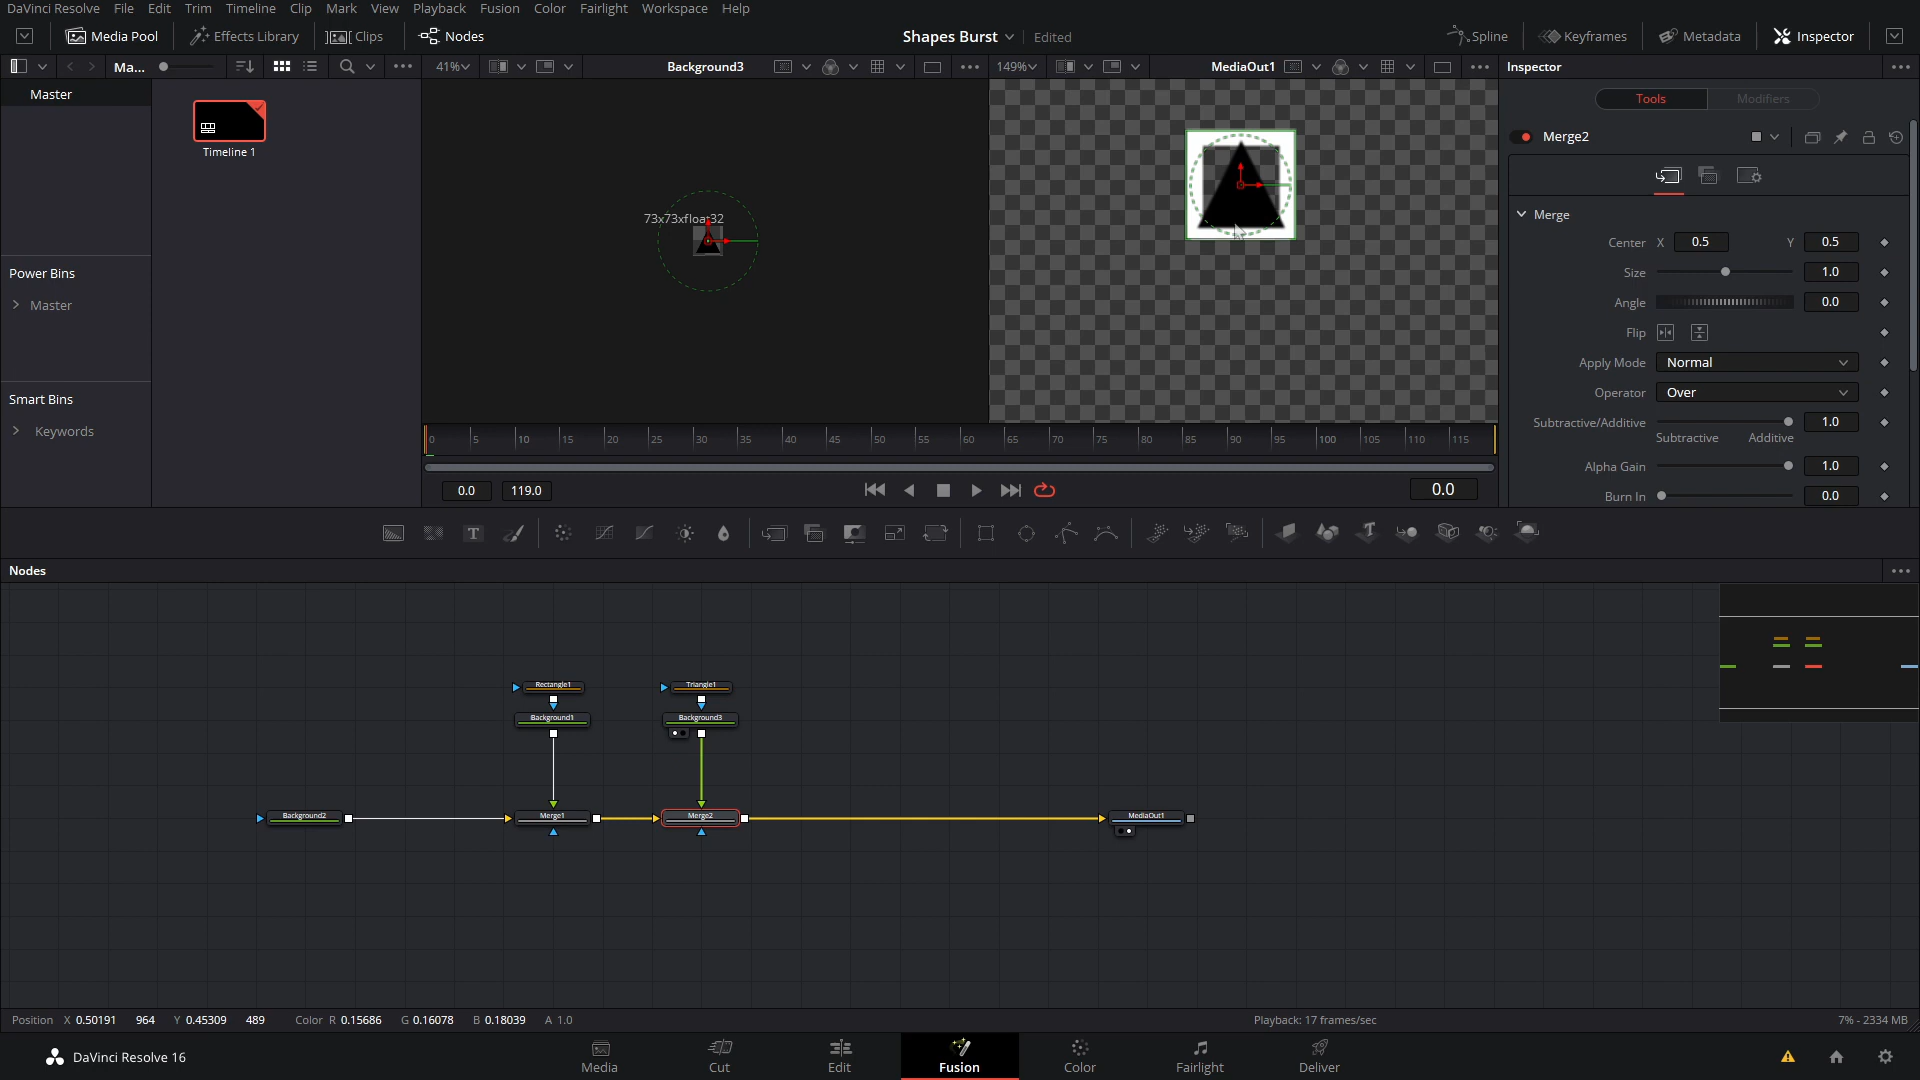 DaVinci Resolve File Edit Trim Timeline Clip Mark View Playback Fusion Color Fairlight Workspace Help
Media Pool Effects Library Clips Nodes Shapes Burst Edited Spline Keyframes Metadata Inspector
Ma... 41% Background3 149% MediaOut1 Inspector
Master
Timeline 1
Power Bins
Master
Smart Bins
Keywords
73x73xfloat32
Tools Modifiers
Merge2
Merge
Center X 0.5 Y 0.5
Size 1.0
Angle 0.0
Flip
Apply Mode Normal
Operator Over
Subtractive/Additive 1.0
Subtractive Additive
Alpha Gain 1.0
Burn In 0.0
0 5 10 15 20 25 30 35 40 45 50 55 60 65 70 75 80 85 90 95 100 105 110 115
0.0 119.0 0.0
T
T
Nodes
Rectangle1 Triangle1
Background1 Background3
Background2 Merge1 Merge2 MediaOut1
Position X 0.50191 964 Y 0.45309 489 Color R 0.15686 G 0.16078 B 0.18039 A 1.0 Playback: 17 frames/sec 7% - 2334 MB
DaVinci Resolve 16 Media Cut Edit Fusion Color Fairlight Deliver